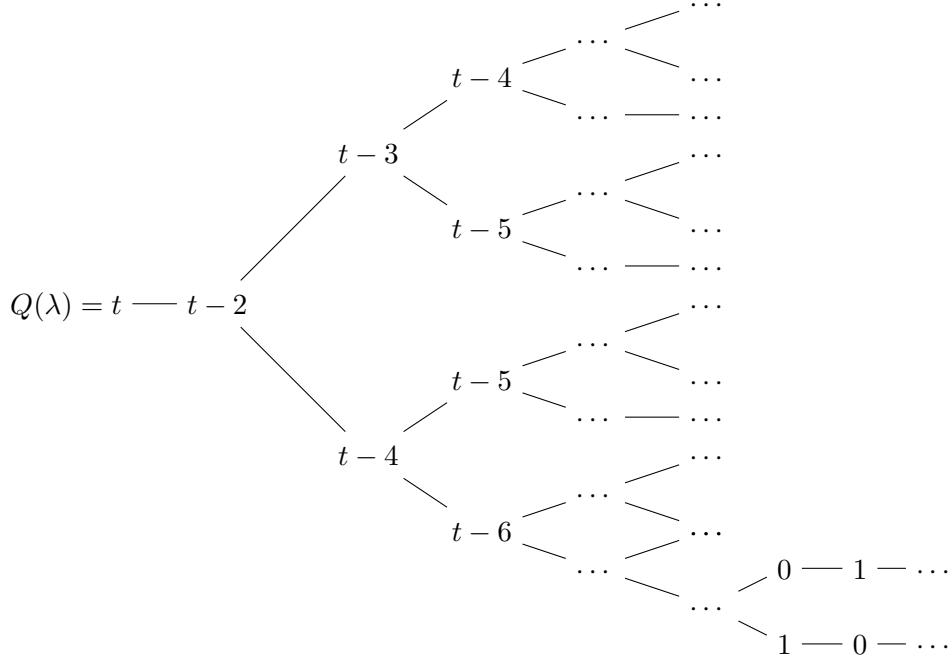 ⋯
t − 4 ⋯ ⋯
⋯ ⋯
t − 3 ⋯
⋯
t − 5 ⋯
⋯ ⋯
Q(λ) = t t − 2 ⋯
⋯
t − 5 ⋯
⋯ ⋯
t − 4 ⋯
⋯
t − 6 ⋯
⋯ 0 1 ⋯
⋯
1 0 ⋯